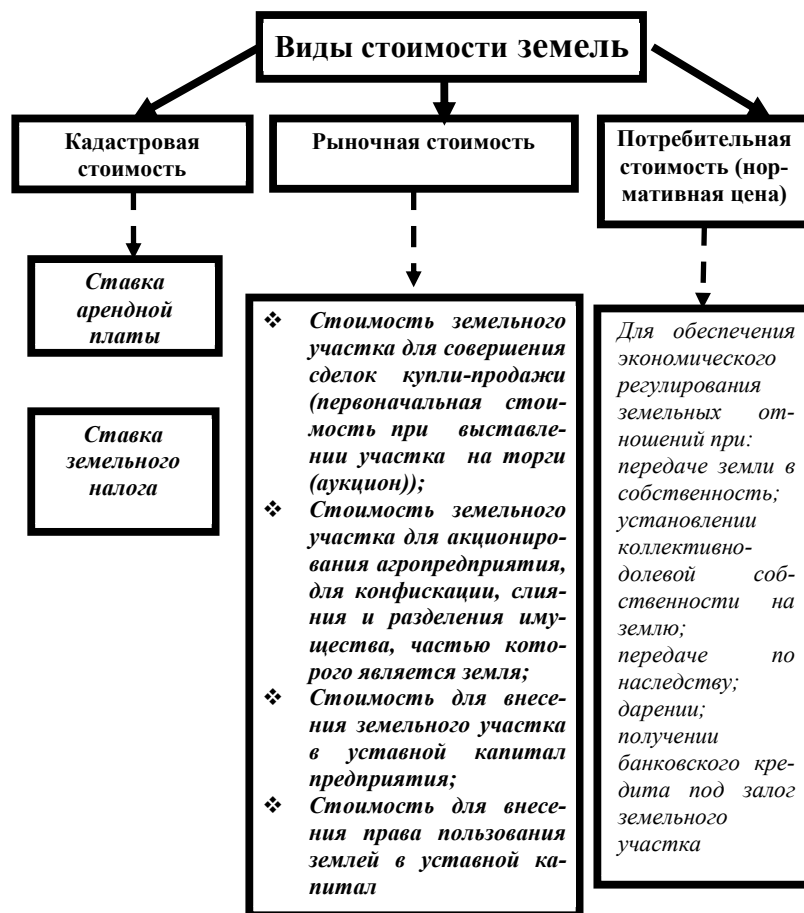 Виды стоимости земель
Кадастровая
стоимость
Рыночная стоимость
Потребительная
стоимость (нор-
мативная цена)
Ставка
арендной
платы
Ставка
земельного
налога
❖ Стоимость земельного
участка для совершения
сделок купли-продажи
(первоначальная стои-
мость при выставле-
нии участка на торги
(аукцион));
❖ Стоимость земельного
участка для акциониро-
вания агропредприятия,
для конфискации, слия-
ния и разделения иму-
щества, частью кото-
рого является земля;
❖ Стоимость для внесе-
ния земельного участка
в уставной капитал
предприятия;
❖ Стоимость для внесе-
ния права пользования
землей в уставной ка-
питал
Для обеспечения
экономического
регулирования
земельных от-
ношений при:
передаче земли в
собственность;
установлении
коллективно-
долевой соб-
ственности на
землю;
передаче по
наследству;
дарении;
получении
банковского кре-
дита под залог
земельного
участка